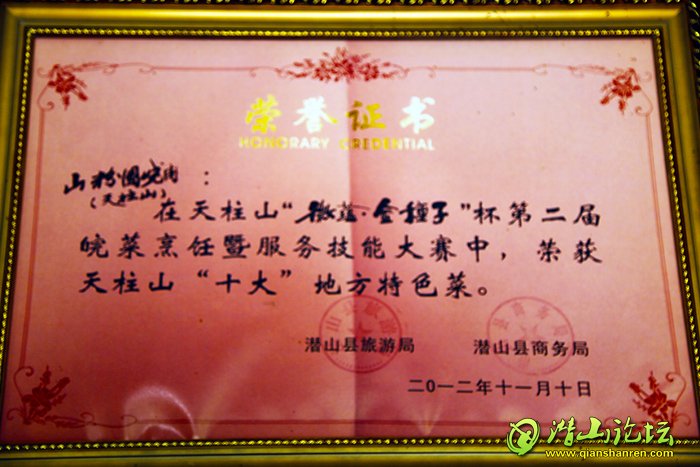 荣誉证书
HONORARY CREDENTIAL
山粉圆烧肉：
（天柱山）
在天柱山“徽蕴·金種子”杯第二届
皖菜烹饪暨服务技能大赛中，荣获
天柱山“十大”地方特色菜。
潜山县旅游局 潜山县商务局
二〇一二年十一月十日
潜山论坛
www.qianshanren.com